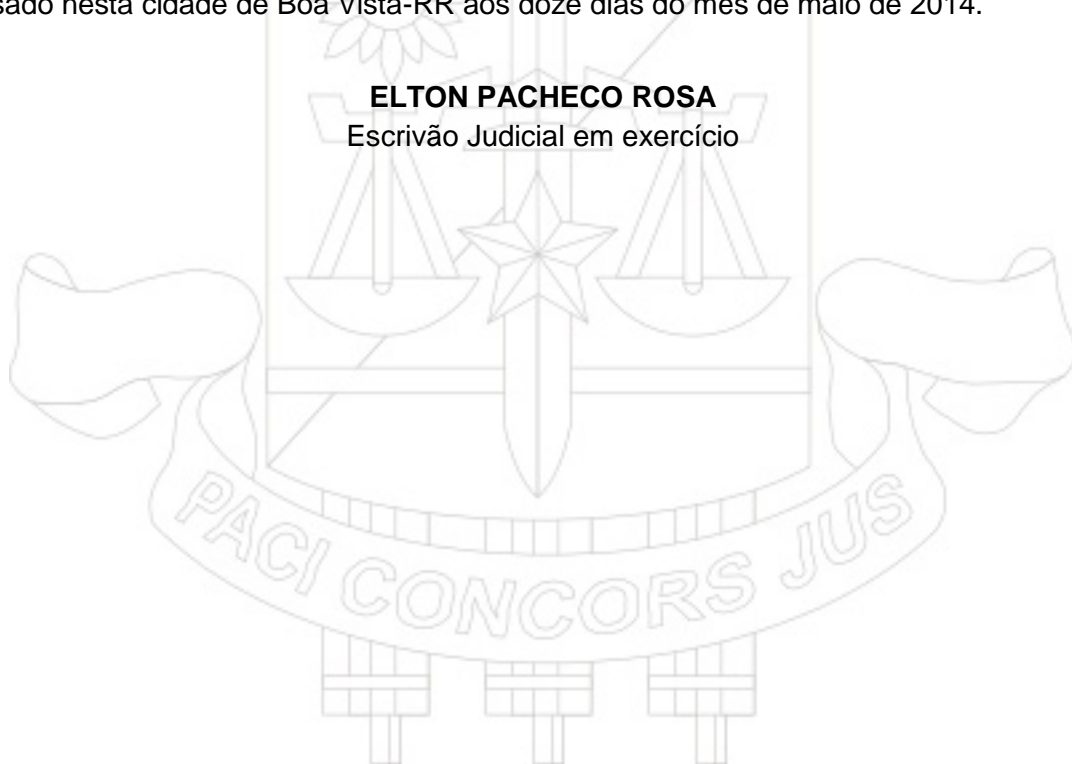 nesta cidade de Boa Vista-RR aos doze dias do mês de maio de 2014.
ELTON PACHECO ROSA
Escrivão Judicial em exercício
PACI CONCORS JUS